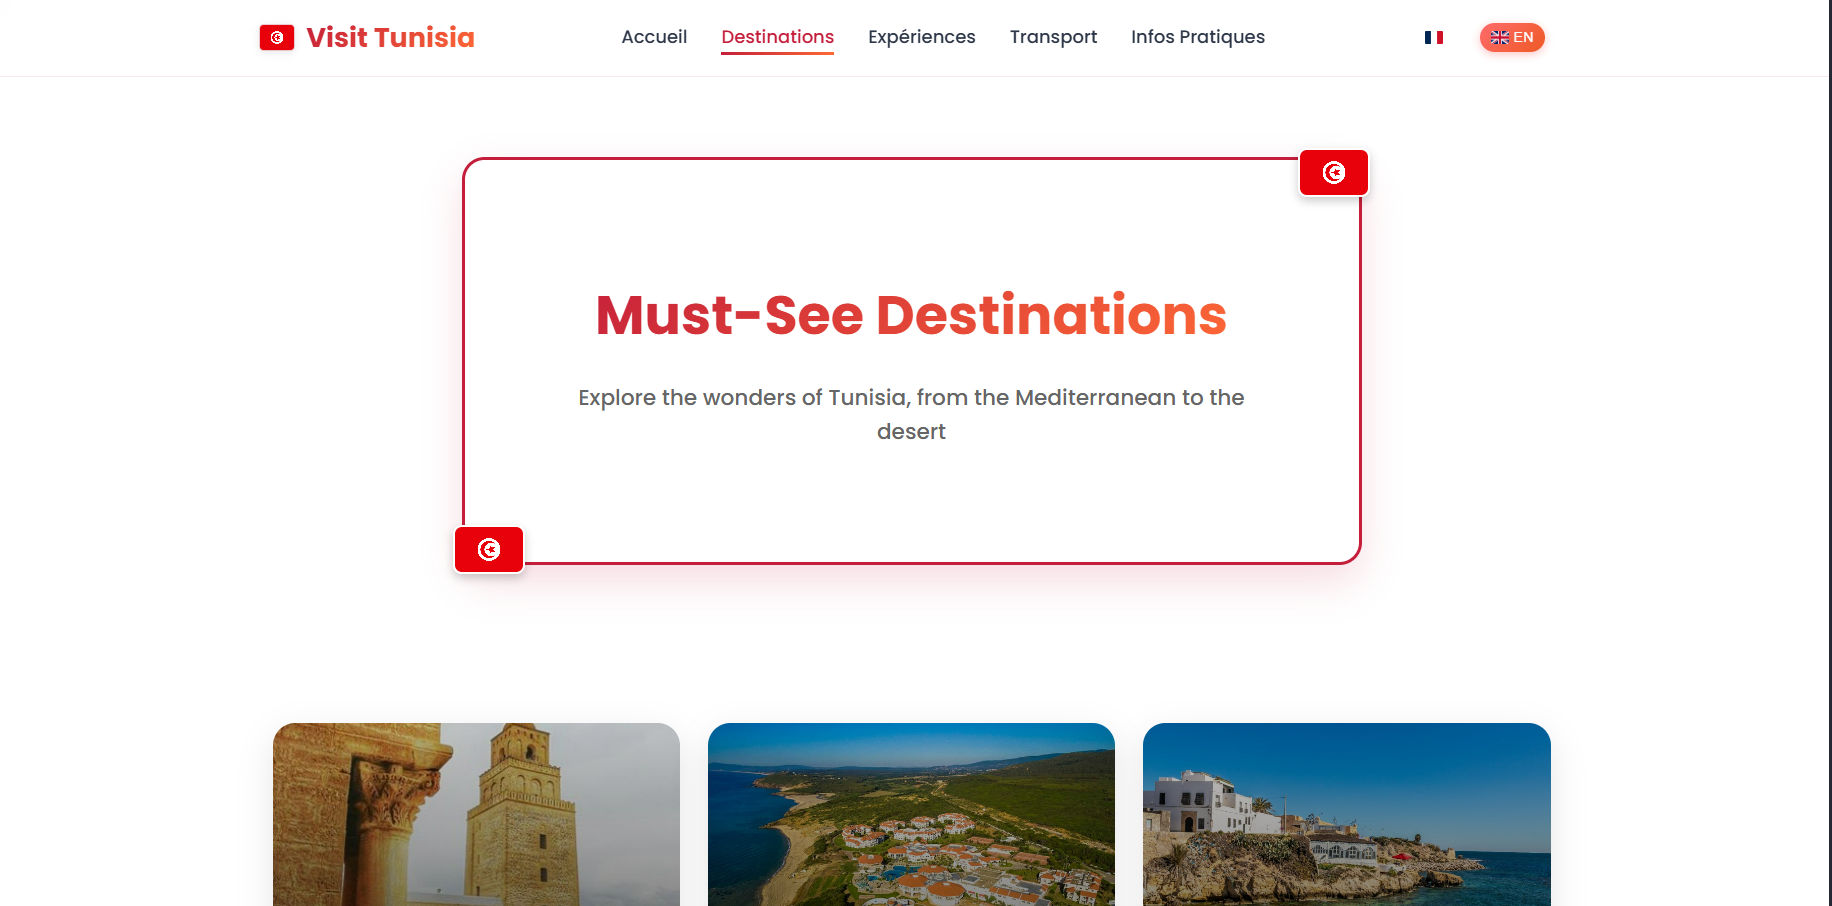 Visit Tunisia
Accueil
Destinations
Expériences
Transport
Infos Pratiques
EN
Must-See Destinations
Explore the wonders of Tunisia, from the Mediterranean to the
desert